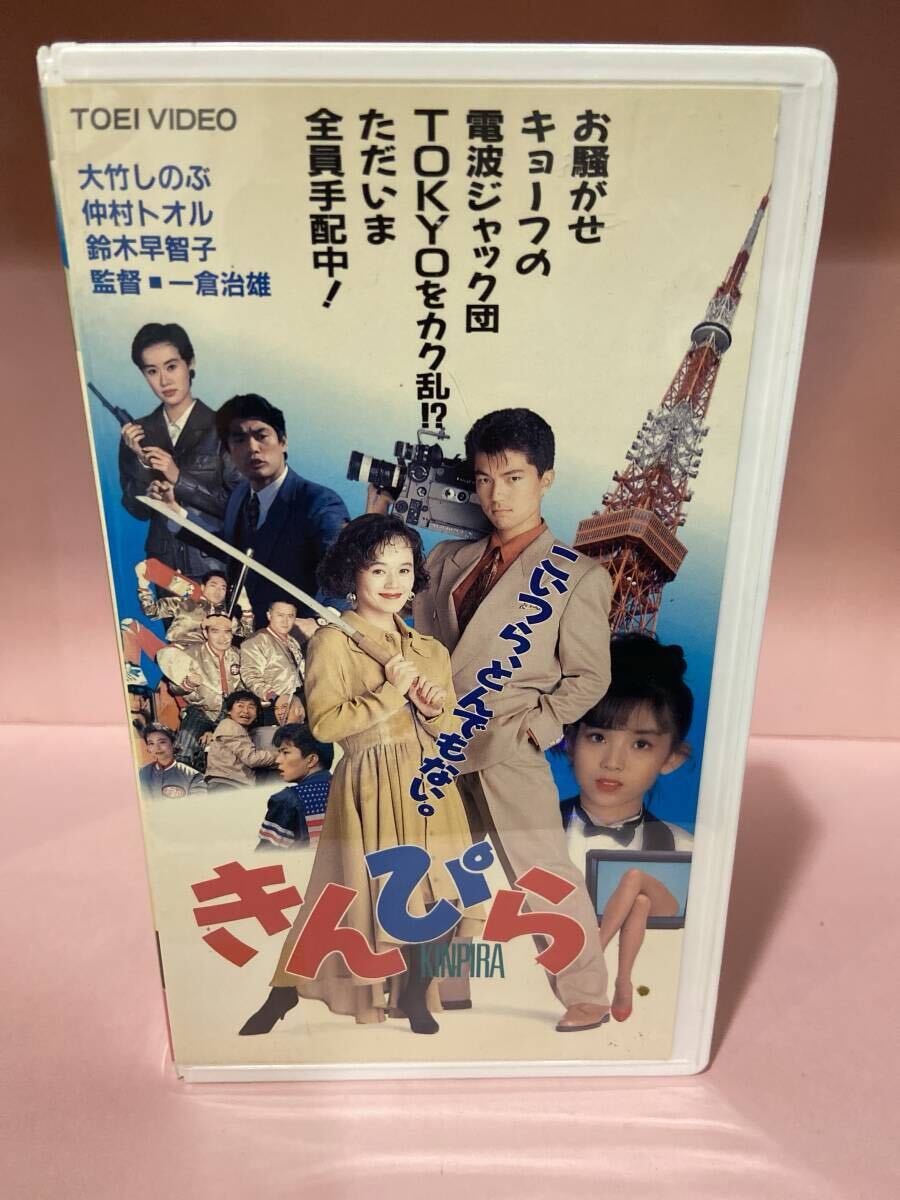 TOEI VIDEO
大竹しのぶ
仲村トオル
鈴木早智子
監督■一倉治雄
お騒がせ
キョーフの
電波ジャック団
TOKYOをカク乱!?
ただいま
全員手配中!
こいつら、とんでもない。
きんぴら
KINPIRA